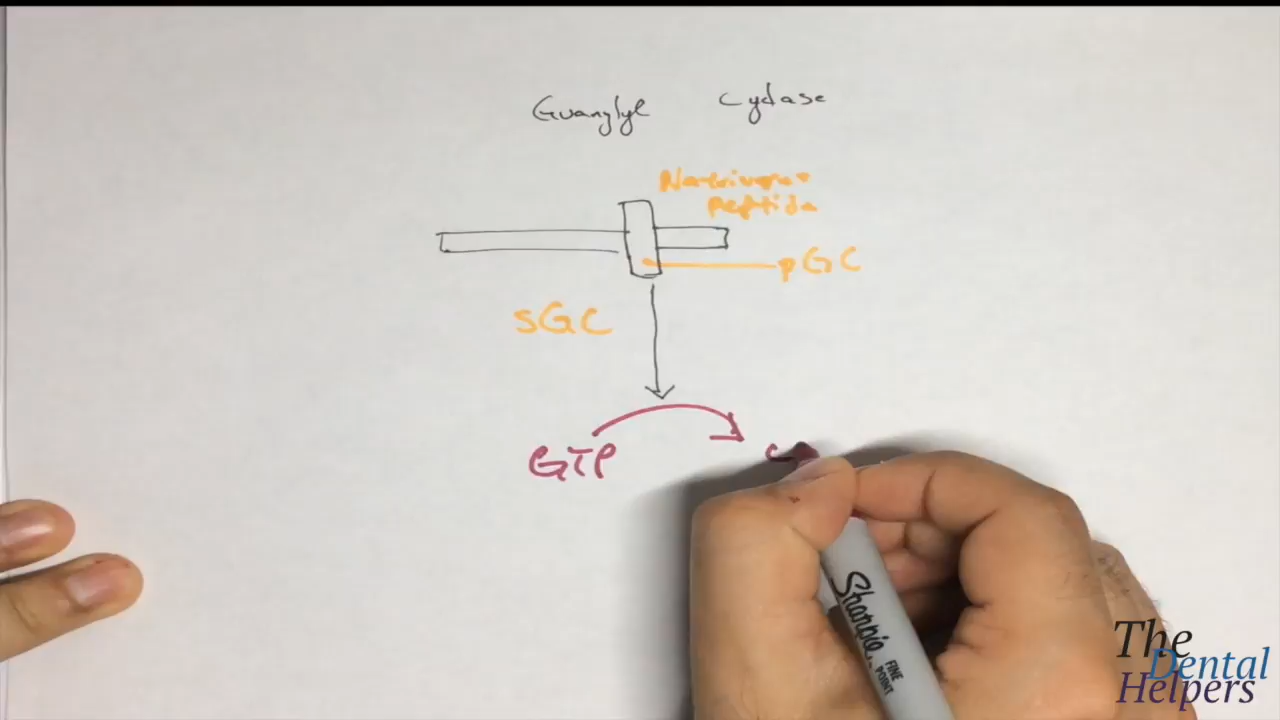 Guanylyl cyclase
Natriuretic
Peptide
pGC
sGC
GTP
c
Sharpie
FINE
POINT
The
Dental
Helpers